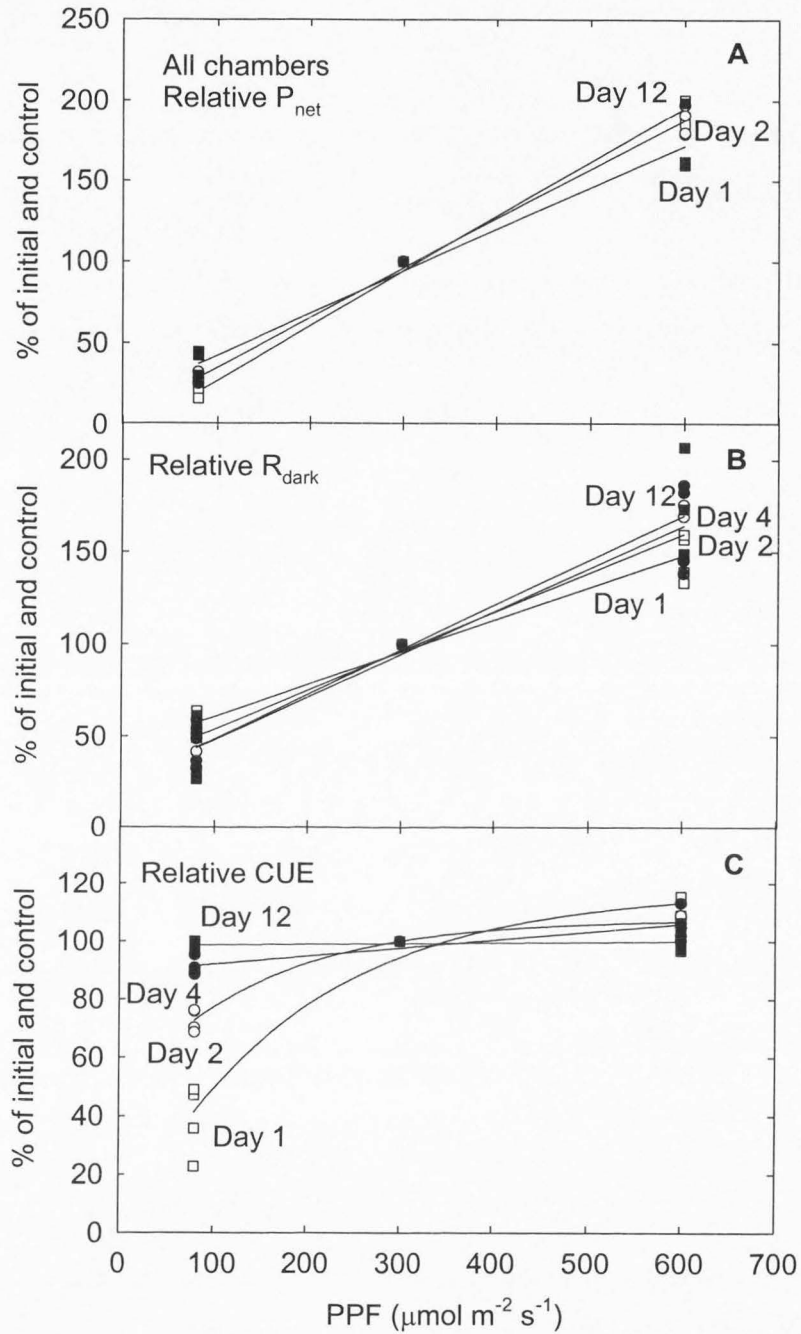 250
200
150
100
50
0
% of initial and control
All chambers
Relative P_net
A
Day 12
Day 2
Day 1
200
150
100
50
0
% of initial and control
Relative R_dark
B
Day 12
Day 4
Day 2
Day 1
120
100
80
60
40
20
0
% of initial and control
Relative CUE
C
Day 12
Day 4
Day 2
Day 1
0 100 200 300 400 500 600 700
PPF (μmol m⁻² s⁻¹)